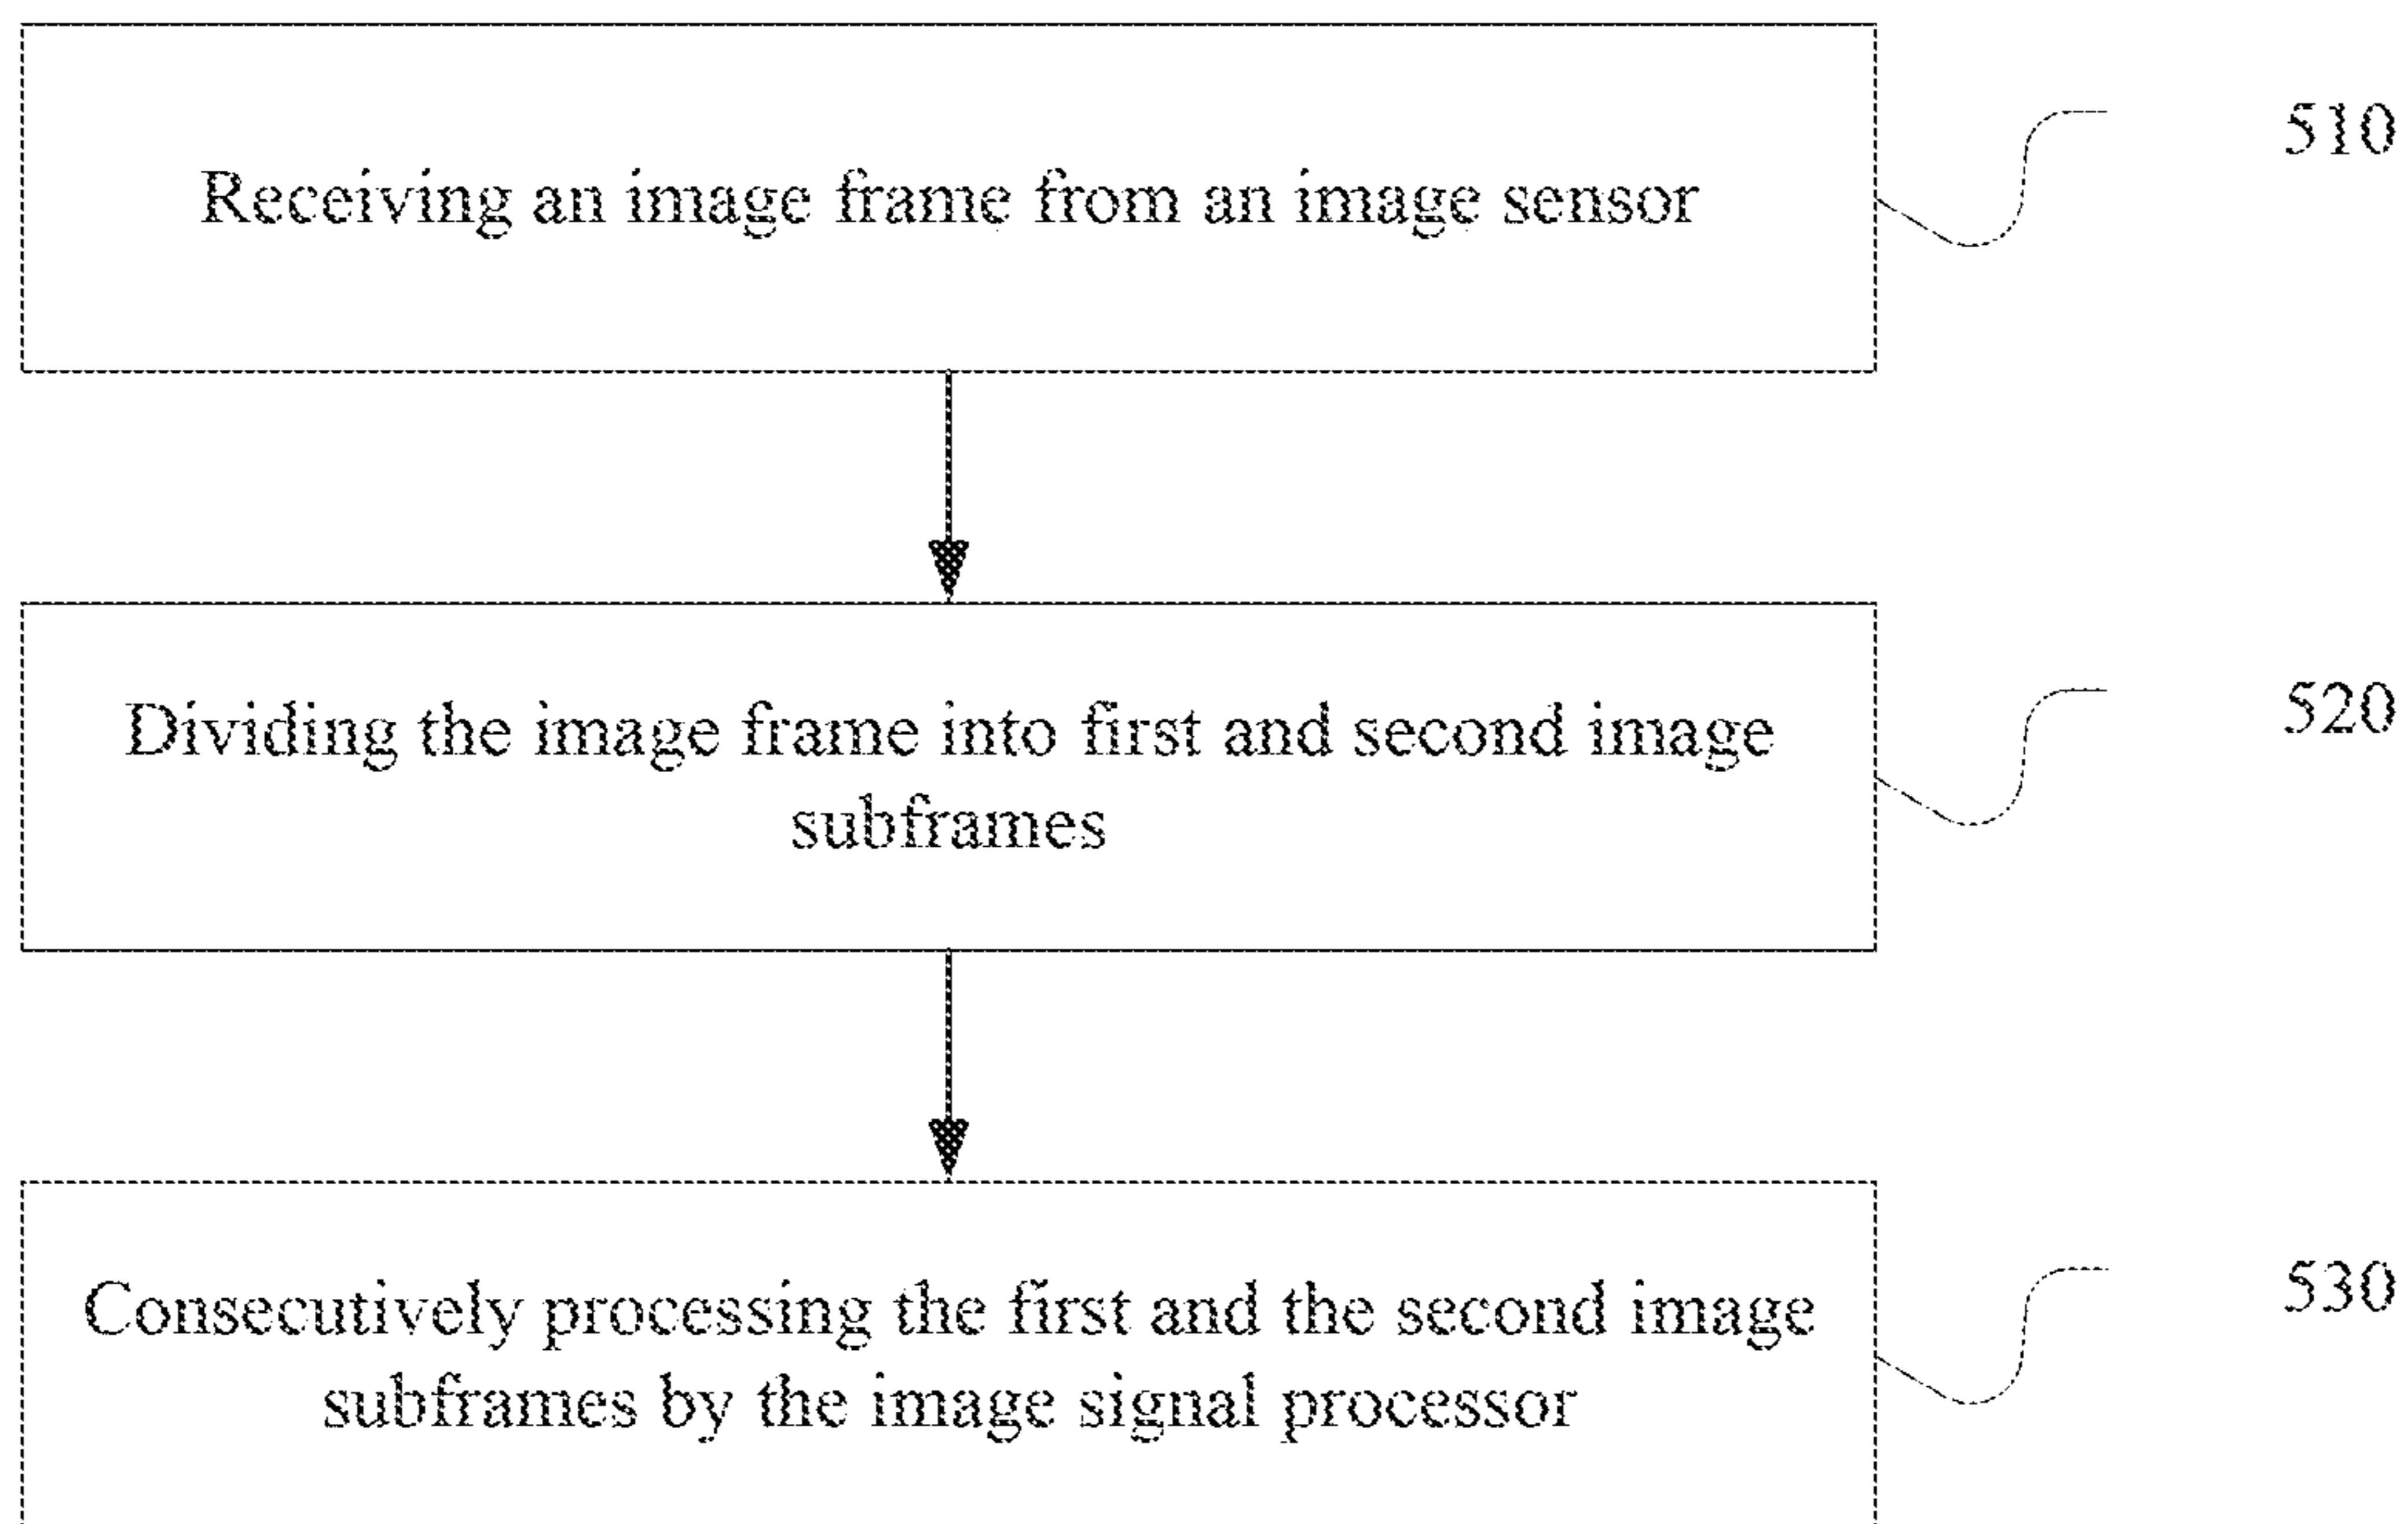 Receiving an image frame from an image sensor
510
Dividing the image frame into first and second image
subframes
520
Consecutively processing the first and the second image
subframes by the image signal processor
530